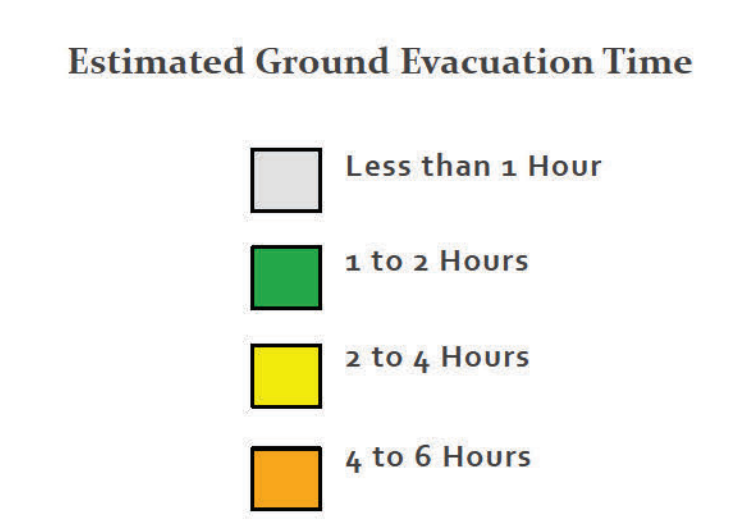 Estimated Ground Evacuation Time
Less than 1 Hour
1 to 2 Hours
2 to 4 Hours
4 to 6 Hours